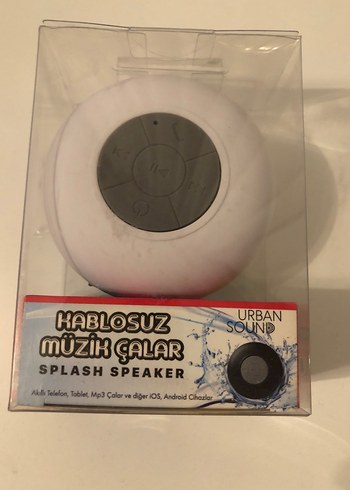 KABLOSUZ
MÜZİK ÇALAR
SPLASH SPEAKER
URBAN
SOUND
Akıllı Telefon, Tablet, Mp3 Çalar ve diğer iOS, Android Cihazlar